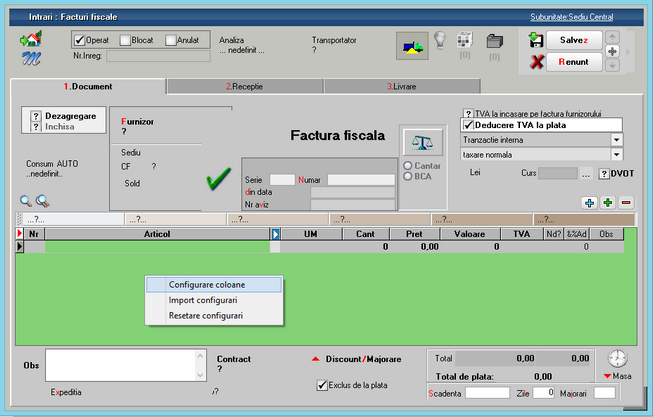 Intrari : Facturi fiscale Subunitate:Sediu Central
Operat Blocat Anulat
Nr.Inreg:
Analiza
... nedefinit ...
Transportator
?
(0) (0)
Salvez
Renunt
1.Document 2.Receptie 3.Livrare
? Dezagregare
? Inchisa
Consum AUTO
..nedefinit..
Furnizor
?
Sediu
CF ?
Sold
Factura fiscala
Serie Numar
din data
Nr aviz
Cantar
BCA
? TVA la incasare pe factura furnizorului
Deducere TVA la plata
Tranzactie interna
taxare normala
Lei Curs ... ? DVOT
...?... ...?... ...?... ...?... ...?... ...?...
Nr Articol UM Cant Pret Valoare TVA Nd? &%Ad Obs
0 0,00 0 0
Configurare coloane
Import configurari
Resetare configurari
Obs
Expeditia /?
Contract
?
Discount/Majorare
Exclus de la plata
Total 0,00 0,00
Total de plata: 0,00
Scadenta Zile 0 Majorari
Masa